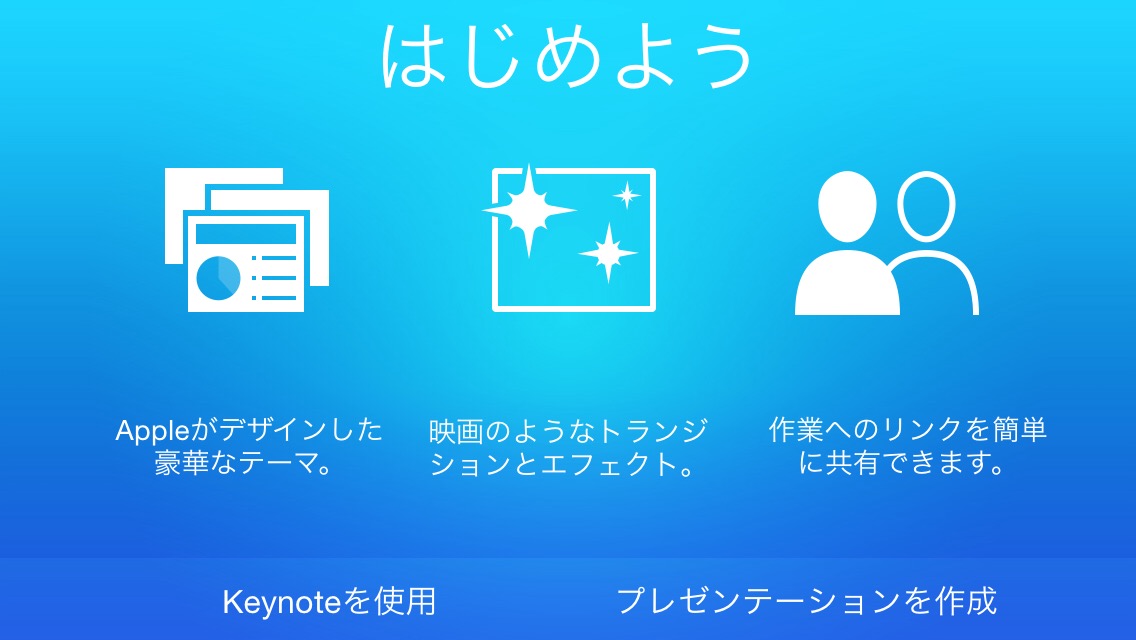 はじめよう
Appleがデザインした
豪華なテーマ。
映画のようなトランジ
ションとエフェクト。
作業へのリンクを簡単
に共有できます。
Keynoteを使用
プレゼンテーションを作成